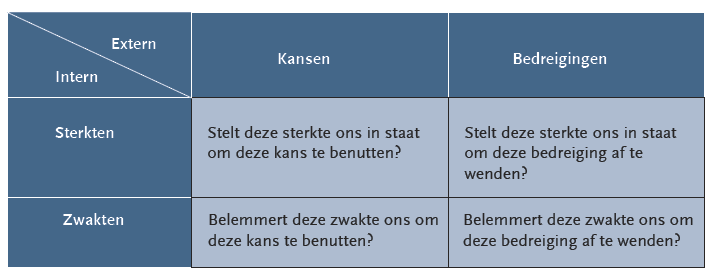 Extern
Intern
Kansen
Bedreigingen
Sterkten
Stelt deze sterkte ons in staat
om deze kans te benutten?
Stelt deze sterkte ons in staat
om deze bedreiging af te
wenden?
Zwakten
Belemmert deze zwakte ons om
deze kans te benutten?
Belemmert deze zwakte ons om
deze bedreiging af te wenden?